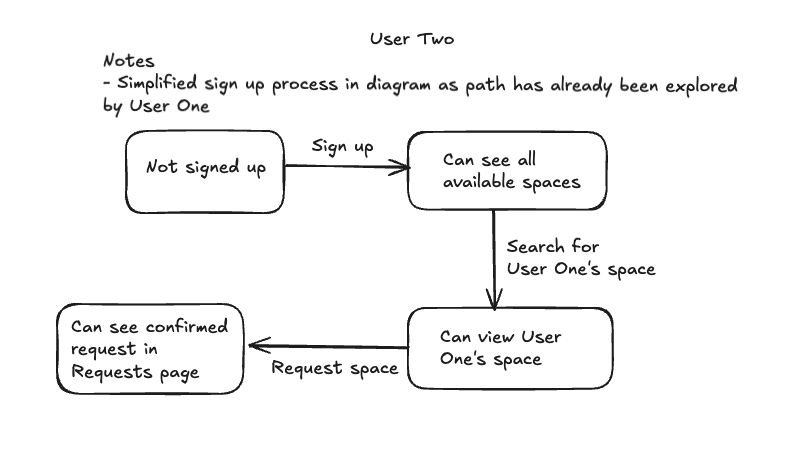 User Two
Notes
- Simplified sign up process in diagram as path has already been explored
by User One
Not signed up
Sign up
Can see all
available spaces
Search for
User One's space
Can view User
One's space
Request space
Can see confirmed
request in
Requests page